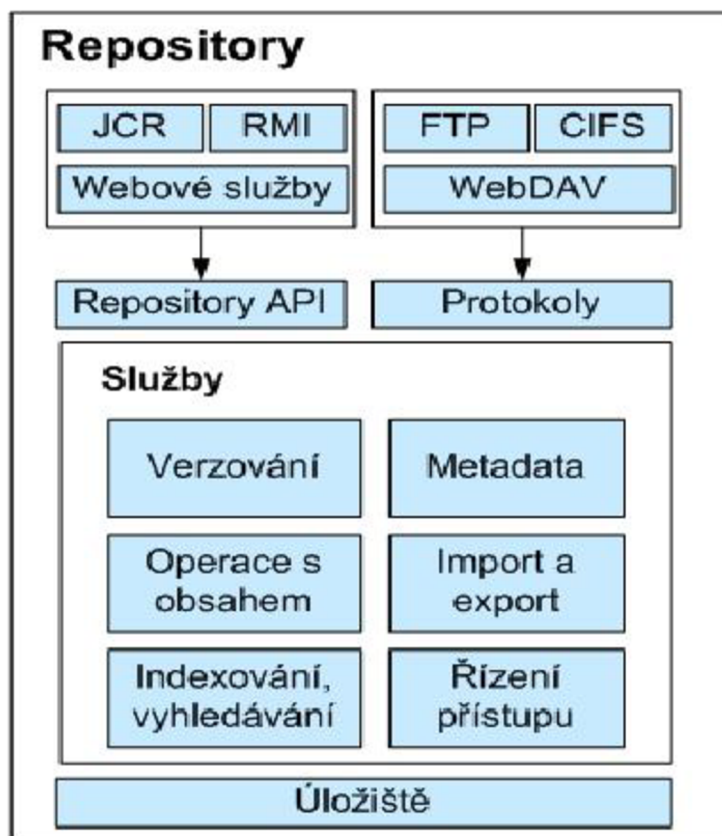 Repository
JCR RMI
Webové služby
FTP CIFS
WebDAV
Repository API
Protokoly
Služby
Verzování
Metadata
Operace s
obsahem
Import a
export
Indexování,
vyhledávání
Řízení
přístupu
Úložiště